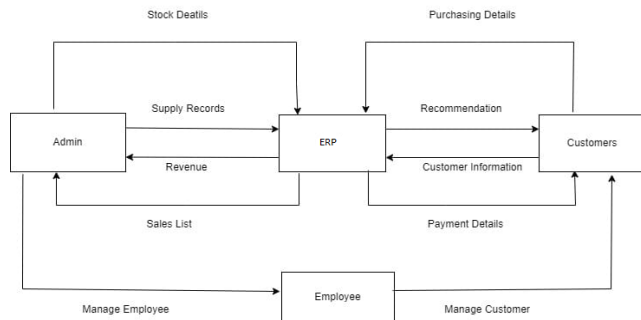 Stock Deatils
Purchasing Details
Supply Records
Recommendation
Admin
ERP
Customers
Revenue
Customer Information
Sales List
Payment Details
Employee
Manage Employee
Manage Customer